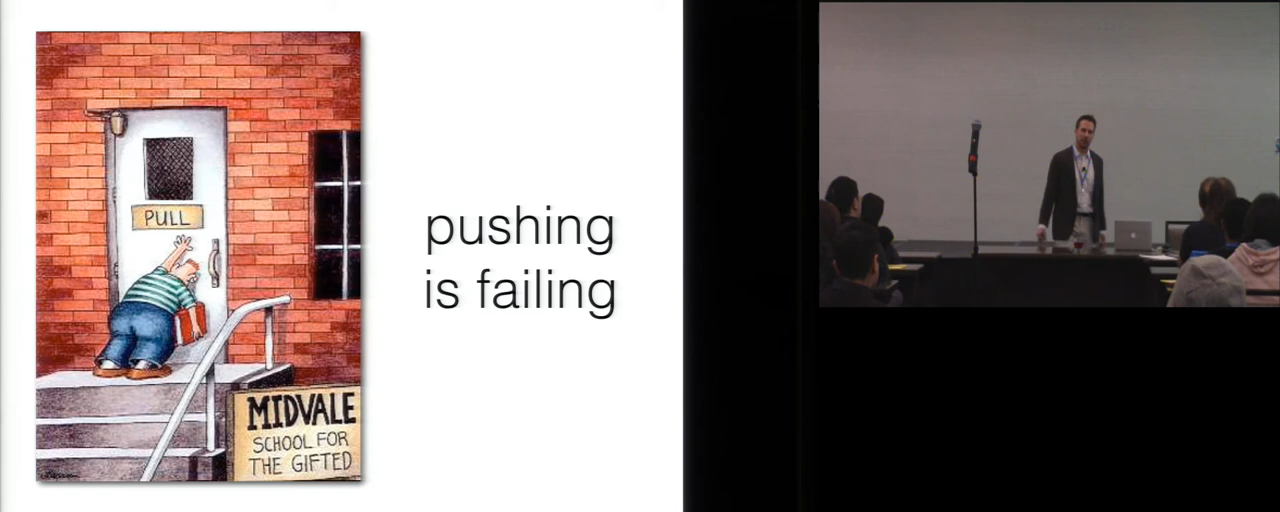 PULL
MIDVALE
SCHOOL FOR
THE GIFTED
pushing
is failing